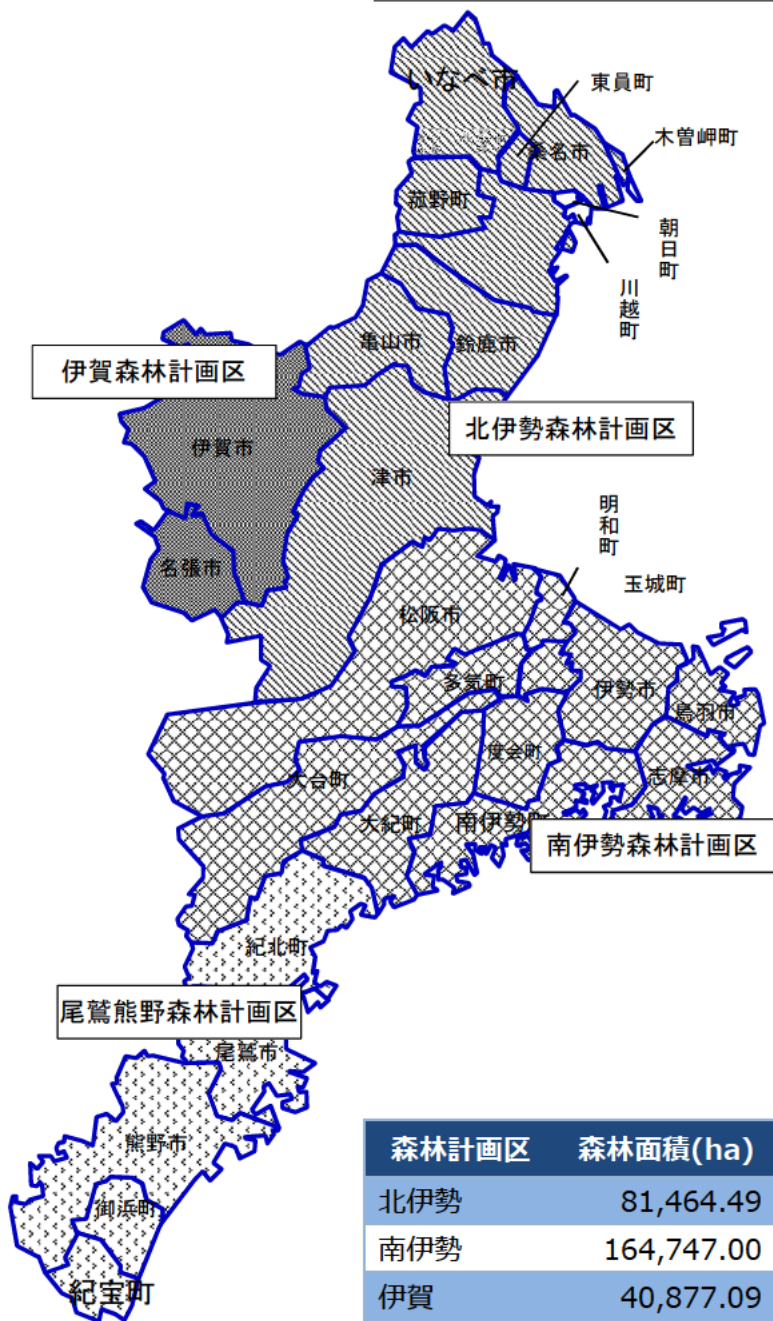 いなべ市
東員町
桑名市
木曽岬町
菰野町
朝日町
川越町
亀山市
鈴鹿市
伊賀森林計画区
北伊勢森林計画区
伊賀市
津市
名張市
明和町
玉城町
松阪市
多気町
伊勢市
鳥羽市
度会町
志摩市
大台町
大紀町
南伊勢町
南伊勢森林計画区
紀北町
尾鷲熊野森林計画区
尾鷲市
熊野市
御浜町
紀宝町
森林計画区 森林面積(ha)
北伊勢 81,464.49
南伊勢 164,747.00
伊賀 40,877.09